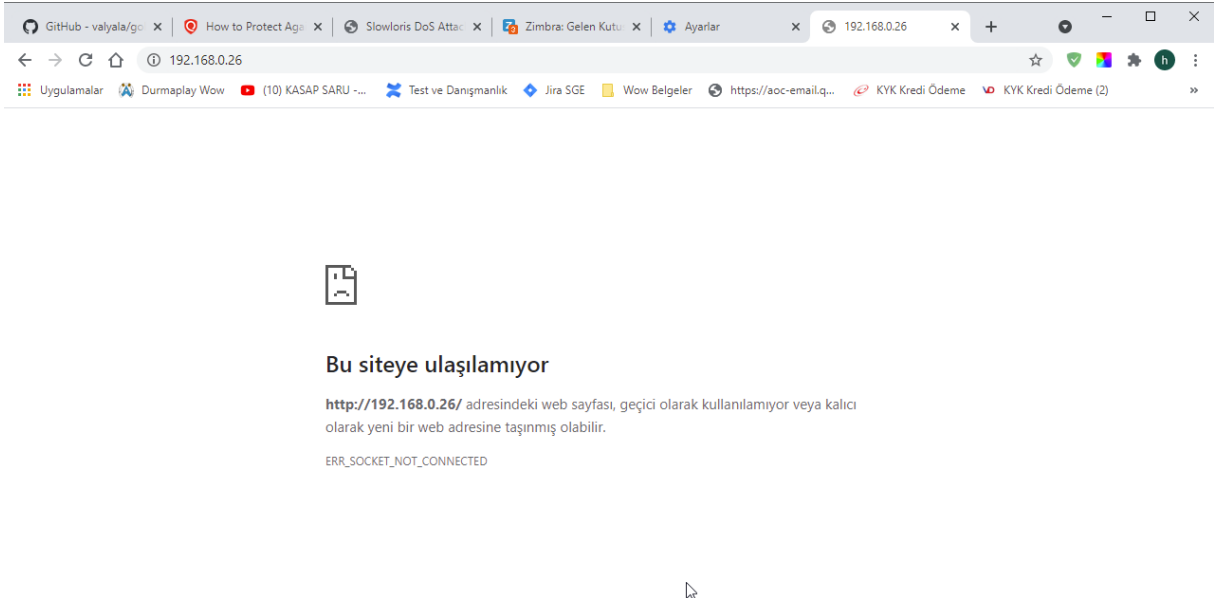 GitHub - valyala/go
How to Protect Aga
Slowloris DoS Attac
Zimbra: Gelen Kutu
Ayarlar
192.168.0.26
192.168.0.26
h
Uygulamalar
Durmaplay Wow
(10) KASAP SARU -...
Test ve Danışmanlık
Jira SGE
Wow Belgeler
https://aoc-email.q...
KYK Kredi Ödeme
KYK Kredi Ödeme (2)
Bu siteye ulaşılamıyor
http://192.168.0.26/ adresindeki web sayfası, geçici olarak kullanılamıyor veya kalıcı
olarak yeni bir web adresine taşınmış olabilir.
ERR_SOCKET_NOT_CONNECTED